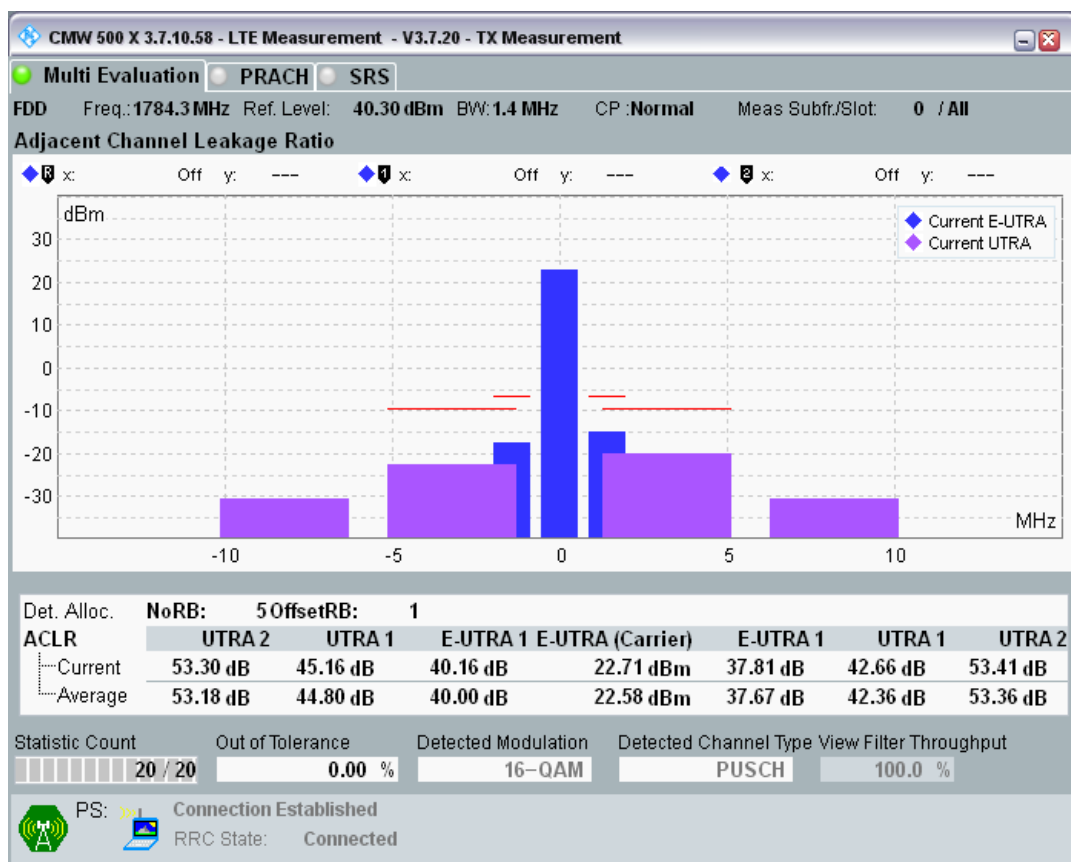 CMW 500 X 3.7.10.58 - LTE Measurement - V3.7.20 - TX Measurement
Multi Evaluation PRACH SRS
FDD Freq.: 1784.3 MHz Ref. Level: 40.30 dBm BW: 1.4 MHz CP :Normal Meas Subfr./Slot: 0 / All
Adjacent Channel Leakage Ratio
R x: Off y: --- 1 x: Off y: --- 2 x: Off y: ---
dBm
Current E-UTRA
Current UTRA
30
20
10
0
-10
-20
-30
MHz
-10 -5 0 5 10
Det. Alloc. NoRB: 5 OffsetRB: 1
ACLR UTRA 2 UTRA 1 E-UTRA 1 E-UTRA (Carrier) E-UTRA 1 UTRA 1 UTRA 2
Current 53.30 dB 45.16 dB 40.16 dB 22.71 dBm 37.81 dB 42.66 dB 53.41 dB
Average 53.18 dB 44.80 dB 40.00 dB 22.58 dBm 37.67 dB 42.36 dB 53.36 dB
Statistic Count Out of Tolerance Detected Modulation Detected Channel Type View Filter Throughput
20 / 20 0.00 % 16-QAM PUSCH 100.0 %
PS: Connection Established
RRC State: Connected